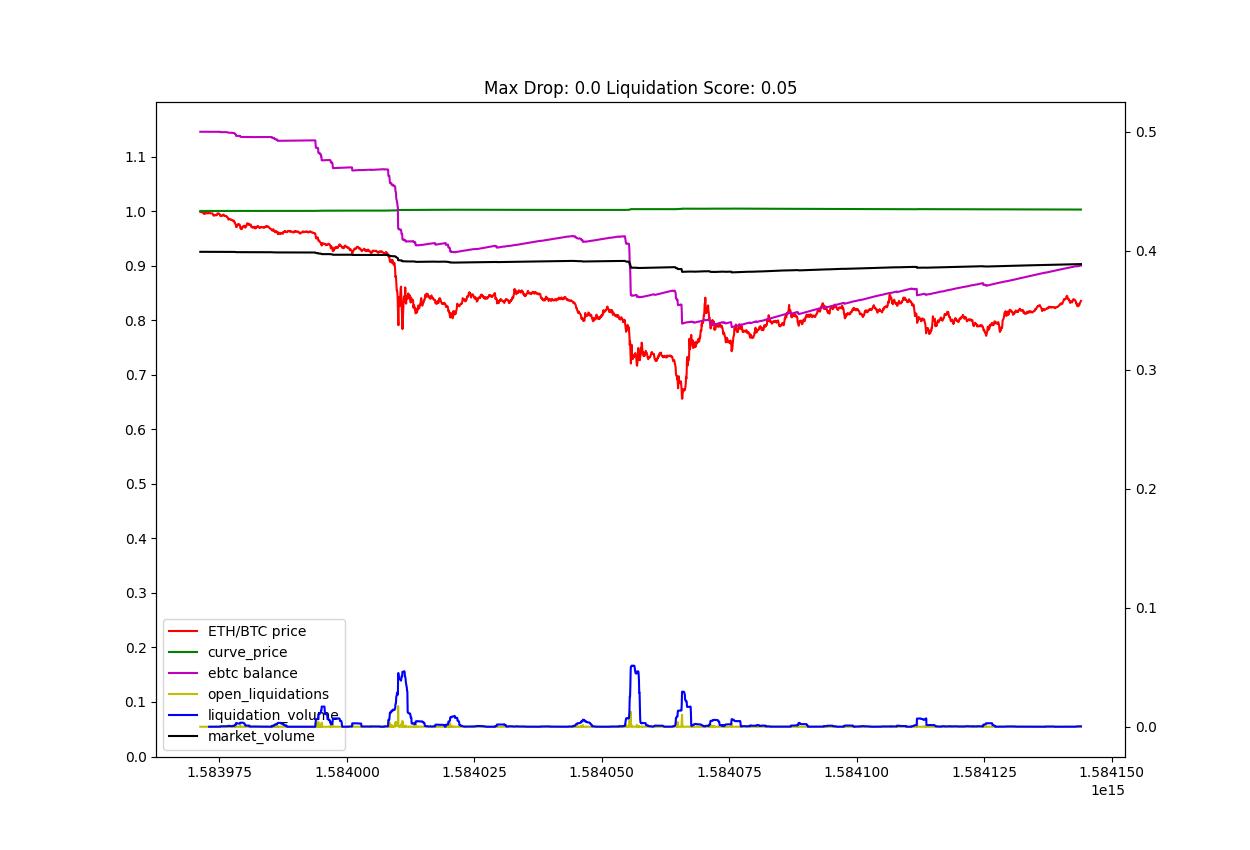 Max Drop: 0.0 Liquidation Score: 0.05
1.1
1.0
0.9
0.8
0.7
0.6
0.5
0.4
0.3
0.2
0.1
0.0
0.5
0.4
0.3
0.2
0.1
0.0
ETH/BTC price
curve_price
ebtc balance
open_liquidations
liquidation_volume
market_volume
1.583975 1.584000 1.584025 1.584050 1.584075 1.584100 1.584125 1.584150
1e15